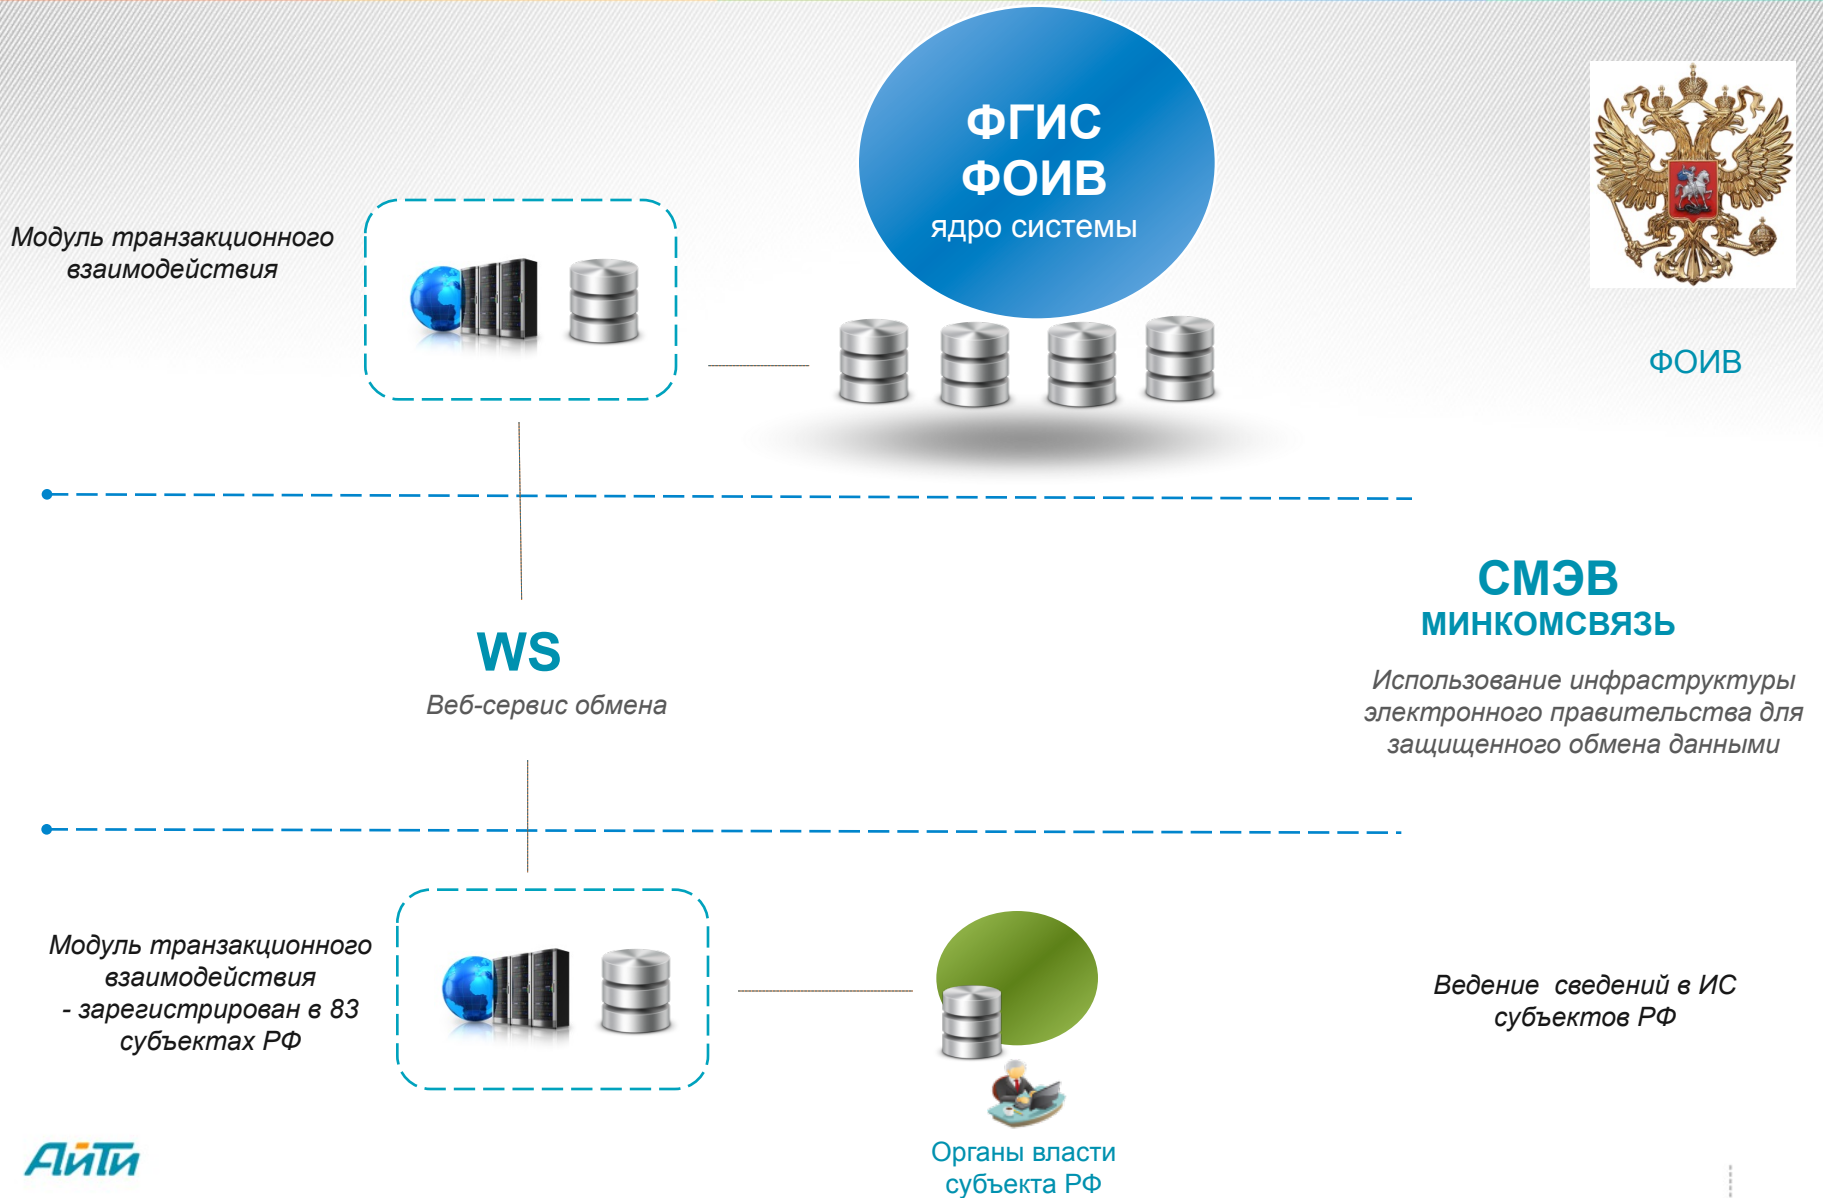 ФГИС
ФОИВ
ядро системы
Модуль транзакционного
взаимодействия
ФОИВ
СМЭВ
МИНКОМСВЯЗЬ
WS
Веб-сервис обмена
Использование инфраструктуры
электронного правительства для
защищенного обмена данными
Модуль транзакционного
взаимодействия
- зарегистрирован в 83
субъектах РФ
Ведение сведений в ИС
субъектов РФ
Органы власти
субъекта РФ
АйТи